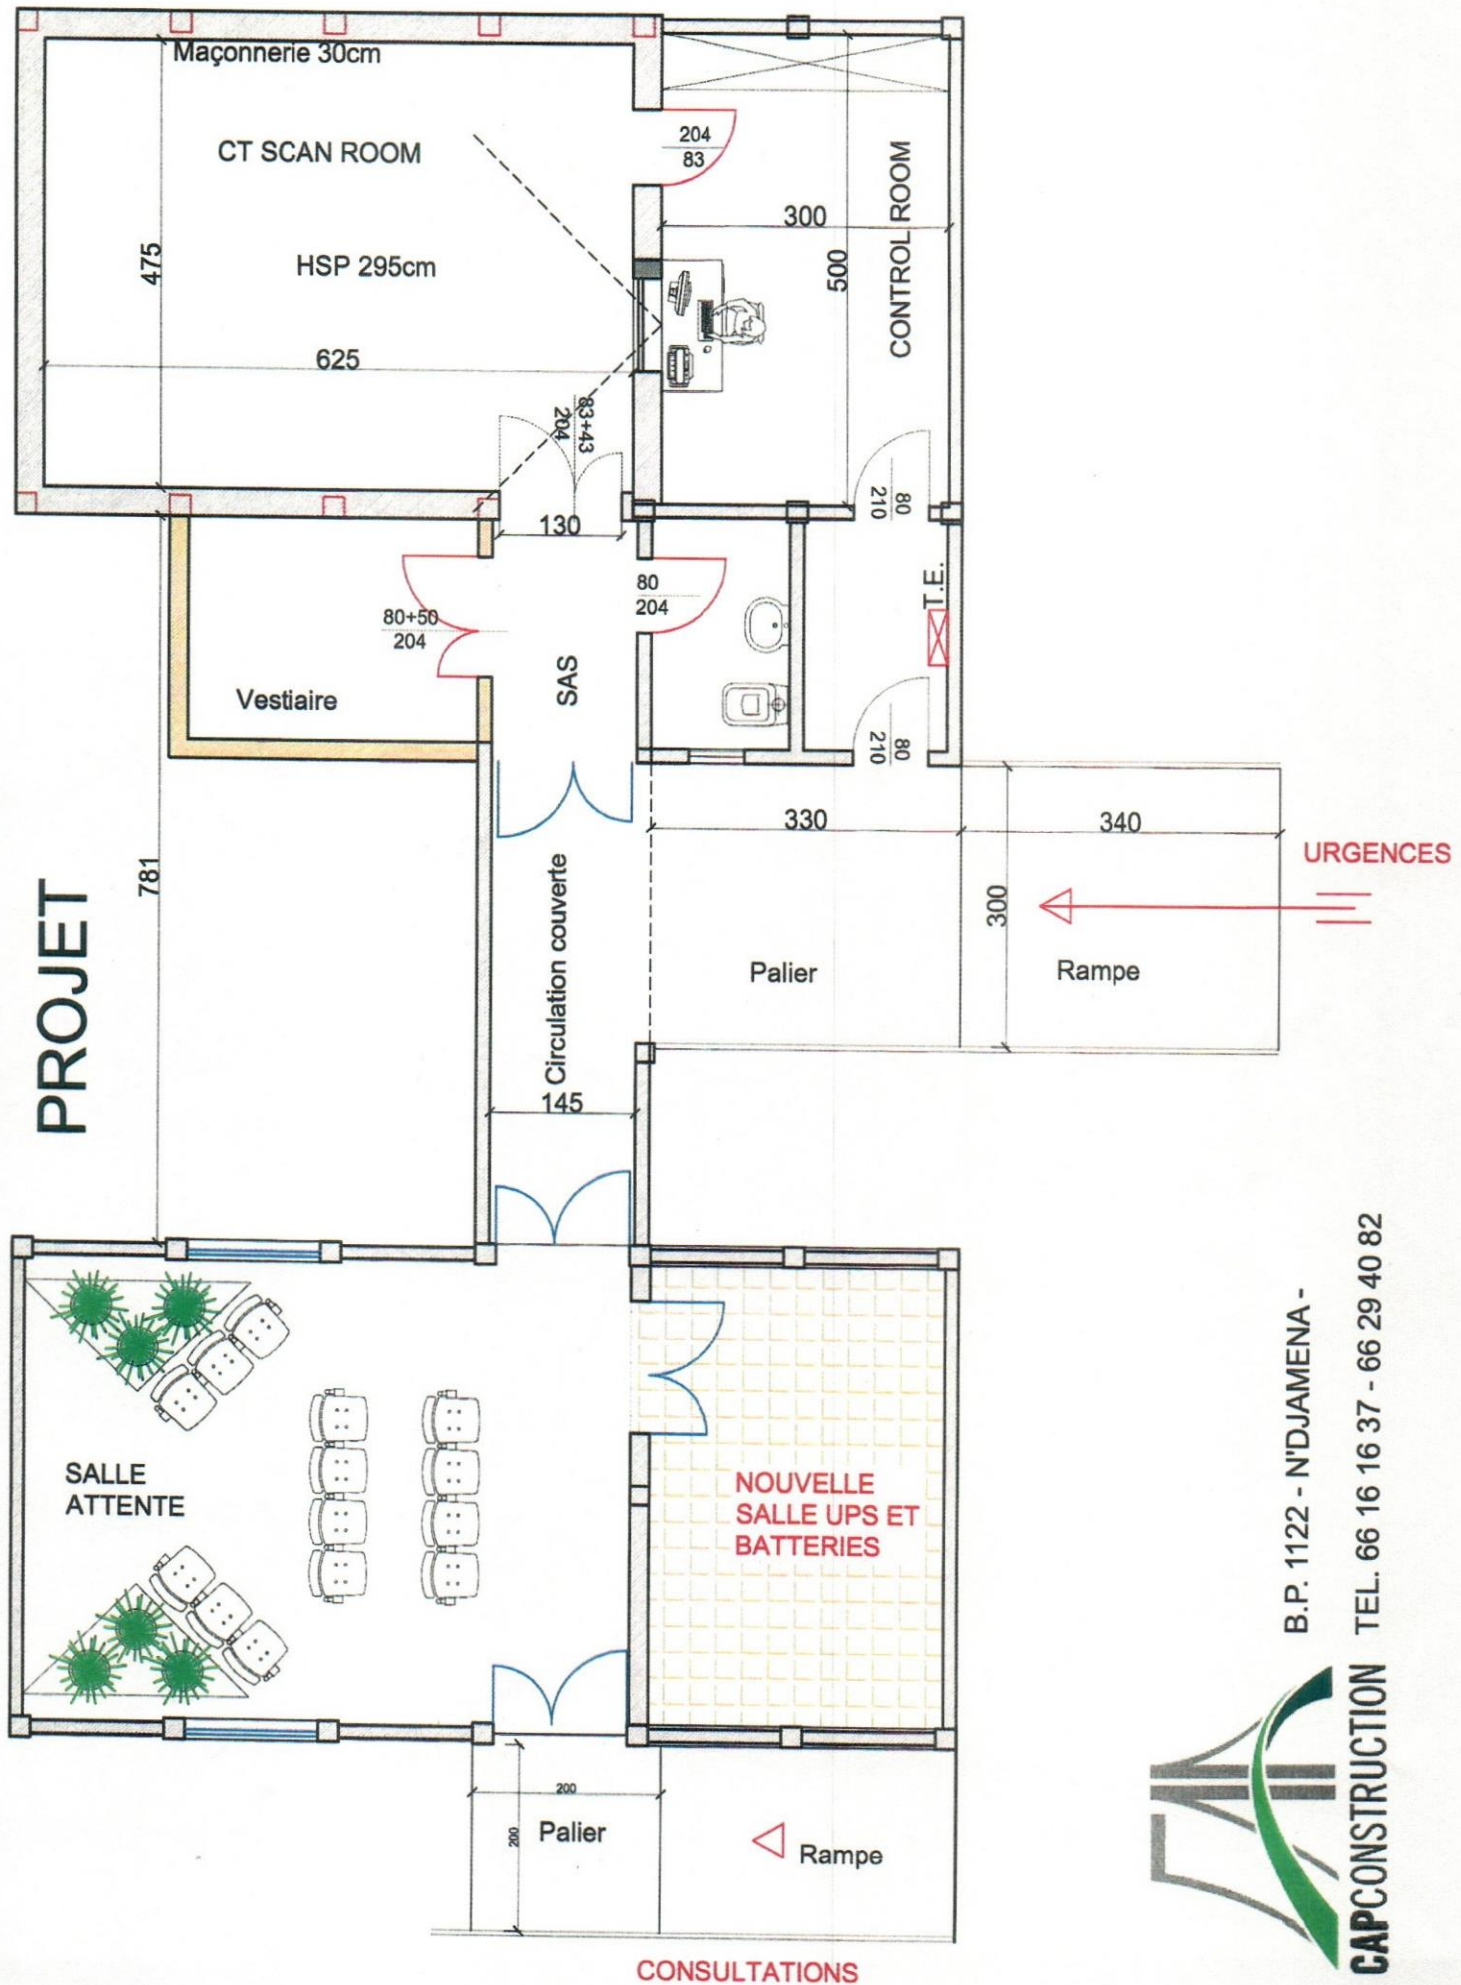 Maçonnerie 30cm
CT SCAN ROOM
HSP 295cm
475
625
204
83
300
500
CONTROL ROOM
83+43
204
130
80
210
80+50
204
80
204
T.E.
SAS
Vestiaire
80
210
PROJET
781
Circulation couverte
145
330
340
300
URGENCES
Palier
Rampe
SALLE
ATTENTE
NOUVELLE
SALLE UPS ET
BATTERIES
200
200
Palier
Rampe
CONSULTATIONS
B.P. 1122 - N'DJAMENA -
TEL. 66 16 16 37 - 66 29 40 82
CAPCONSTRUCTION